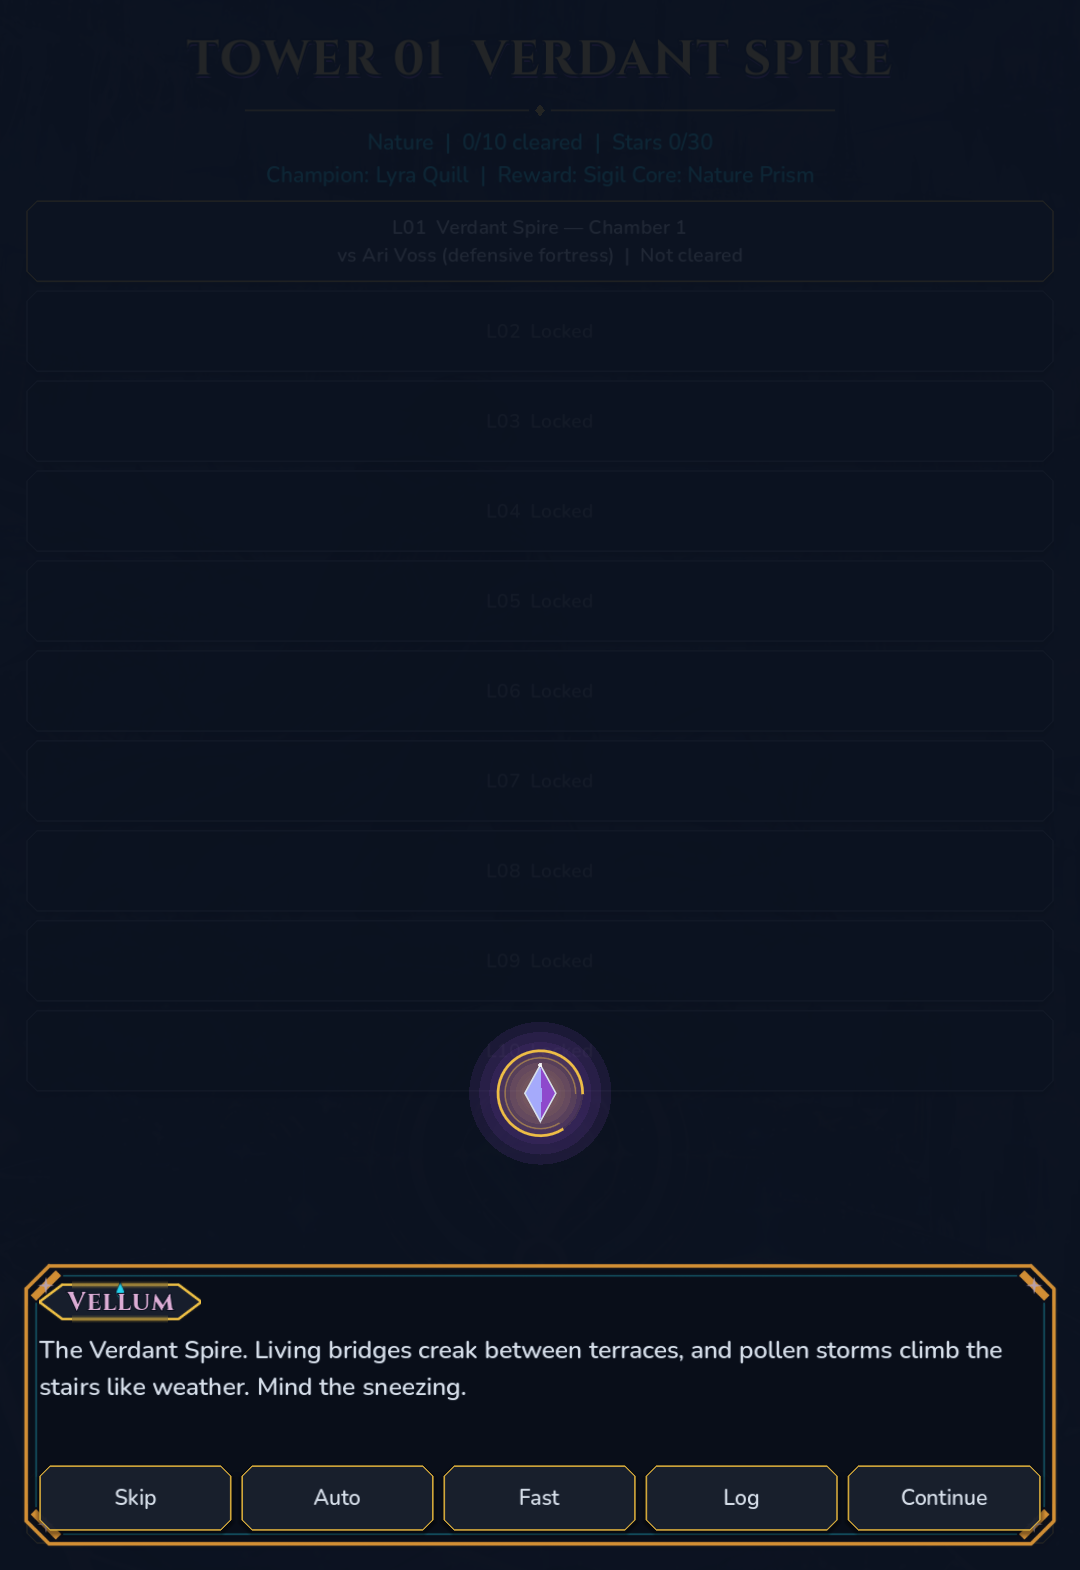 TOWER 01 VERDANT SPIRE
Nature | 0/10 cleared | Stars 0/30
Champion: Lyra Quill | Reward: Sigil Core: Nature Prism
L01 Verdant Spire — Chamber 1
vs Ari Voss (defensive fortress) | Not cleared
L02 Locked
L03 Locked
L04 Locked
L05 Locked
L06 Locked
L07 Locked
L08 Locked
L09 Locked
VELLUM
The Verdant Spire. Living bridges creak between terraces, and pollen storms climb the
stairs like weather. Mind the sneezing.
Skip
Auto
Fast
Log
Continue